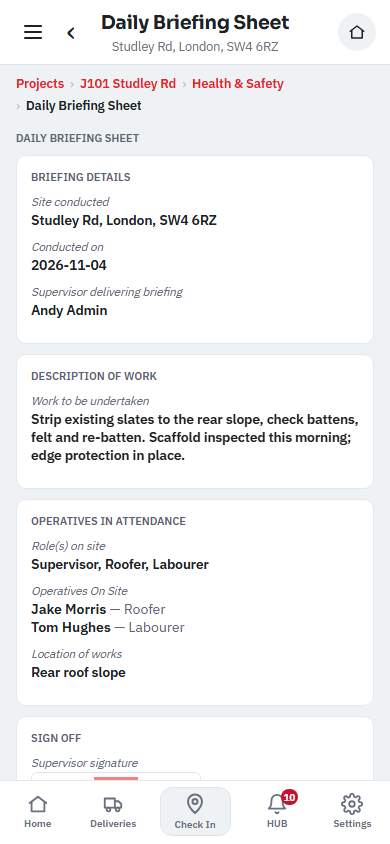 Daily Briefing Sheet
Studley Rd, London, SW4 6RZ
Projects › J101 Studley Rd › Health & Safety
› Daily Briefing Sheet
DAILY BRIEFING SHEET
BRIEFING DETAILS
Site conducted
Studley Rd, London, SW4 6RZ
Conducted on
2026-11-04
Supervisor delivering briefing
Andy Admin
DESCRIPTION OF WORK
Work to be undertaken
Strip existing slates to the rear slope, check battens,
felt and re-batten. Scaffold inspected this morning;
edge protection in place.
OPERATIVES IN ATTENDANCE
Role(s) on site
Supervisor, Roofer, Labourer
Operatives On Site
Jake Morris — Roofer
Tom Hughes — Labourer
Location of works
Rear roof slope
SIGN OFF
Supervisor signature
10
Home Deliveries Check In HUB Settings